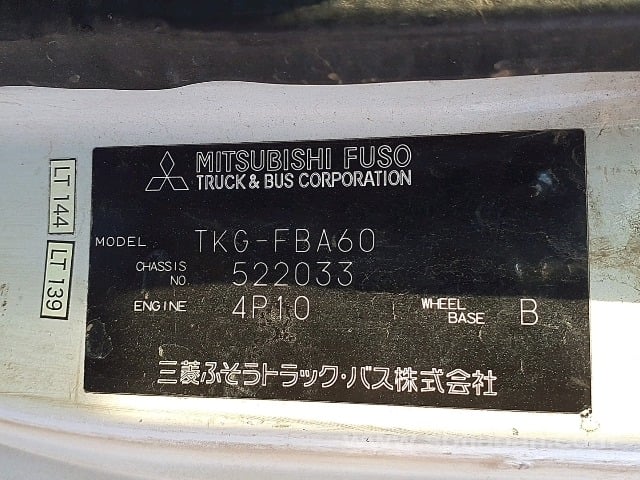 MITSUBISHI FUSO
TRUCK & BUS CORPORATION
LT 144
LT 139
MODEL TKG-FBA60
CHASSIS NO. 522033
ENGINE 4P10 WHEEL BASE B
三菱ふそうトラック・バス株式会社